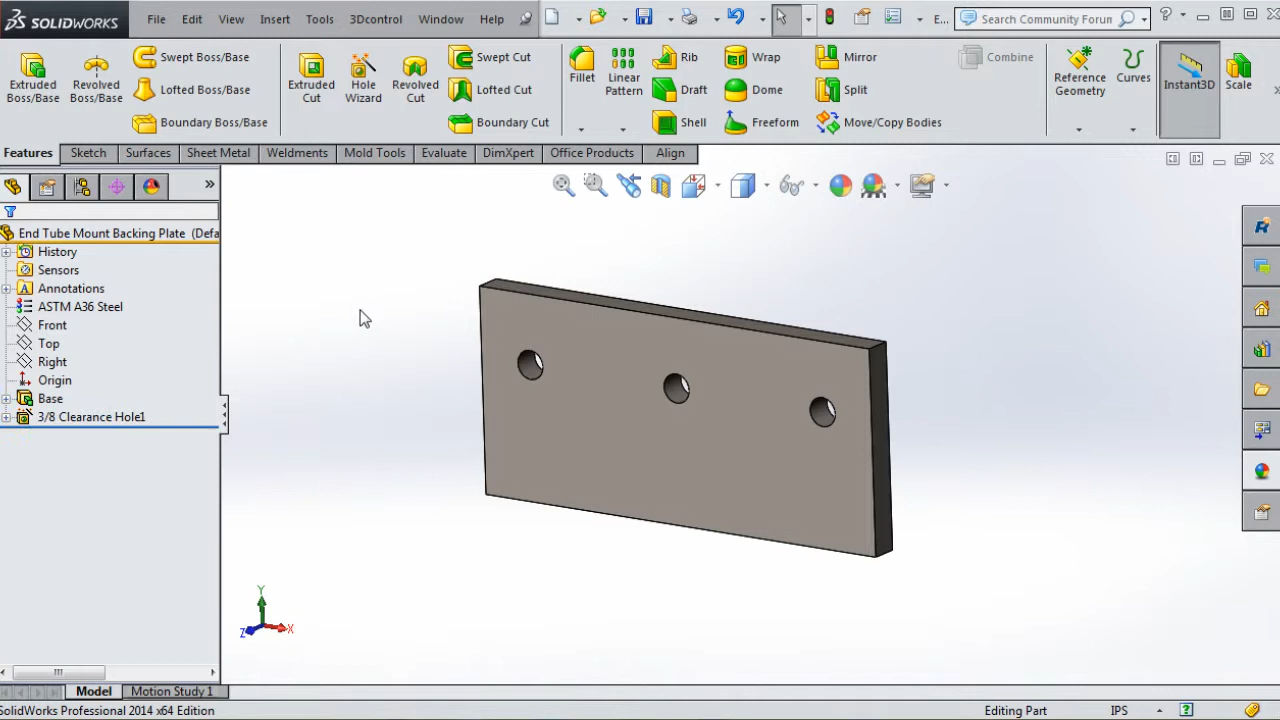 SOLIDWORKS File Edit View Insert Tools 3Dcontrol Window Help E... Search Community Forum
Extruded Boss/Base
Revolved Boss/Base
Swept Boss/Base
Lofted Boss/Base
Boundary Boss/Base
Extruded Cut
Hole Wizard
Revolved Cut
Swept Cut
Lofted Cut
Boundary Cut
Fillet
Linear Pattern
Rib
Draft
Shell
Wrap
Dome
Freeform
Mirror
Split
Move/Copy Bodies
Combine
Reference Geometry
Curves
Instant3D
Scale
Features Sketch Surfaces Sheet Metal Weldments Mold Tools Evaluate DimXpert Office Products Align
End Tube Mount Backing Plate (Defa
History
Sensors
Annotations
ASTM A36 Steel
Front
Top
Right
Origin
Base
3/8 Clearance Hole1
Y
Z X
Model Motion Study 1
SolidWorks Professional 2014 x64 Edition Editing Part IPS